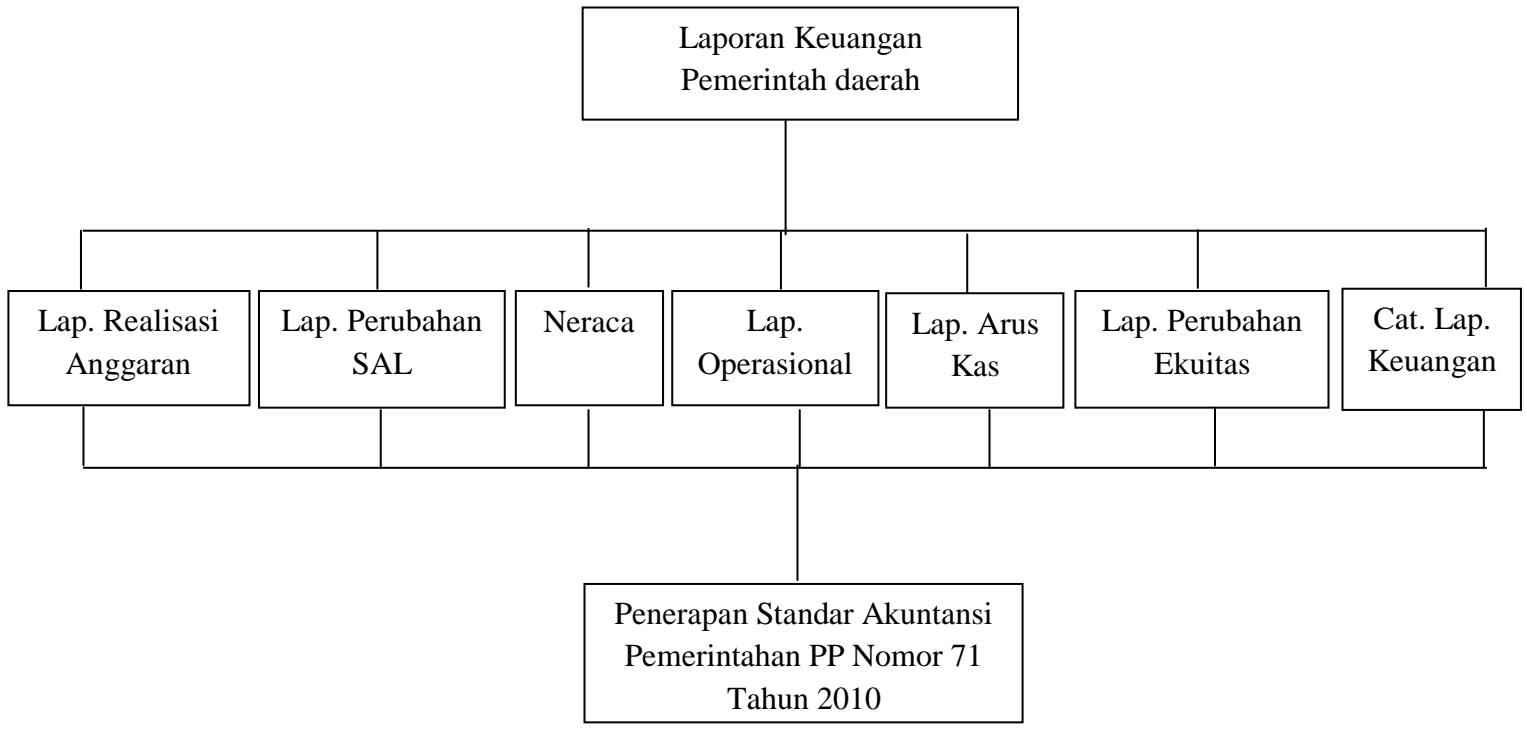 Laporan Keuangan
Pemerintah daerah
Lap. Realisasi
Anggaran
Lap. Perubahan
SAL
Neraca
Lap.
Operasional
Lap. Arus
Kas
Lap. Perubahan
Ekuitas
Cat. Lap.
Keuangan
Penerapan Standar Akuntansi
Pemerintahan PP Nomor 71
Tahun 2010